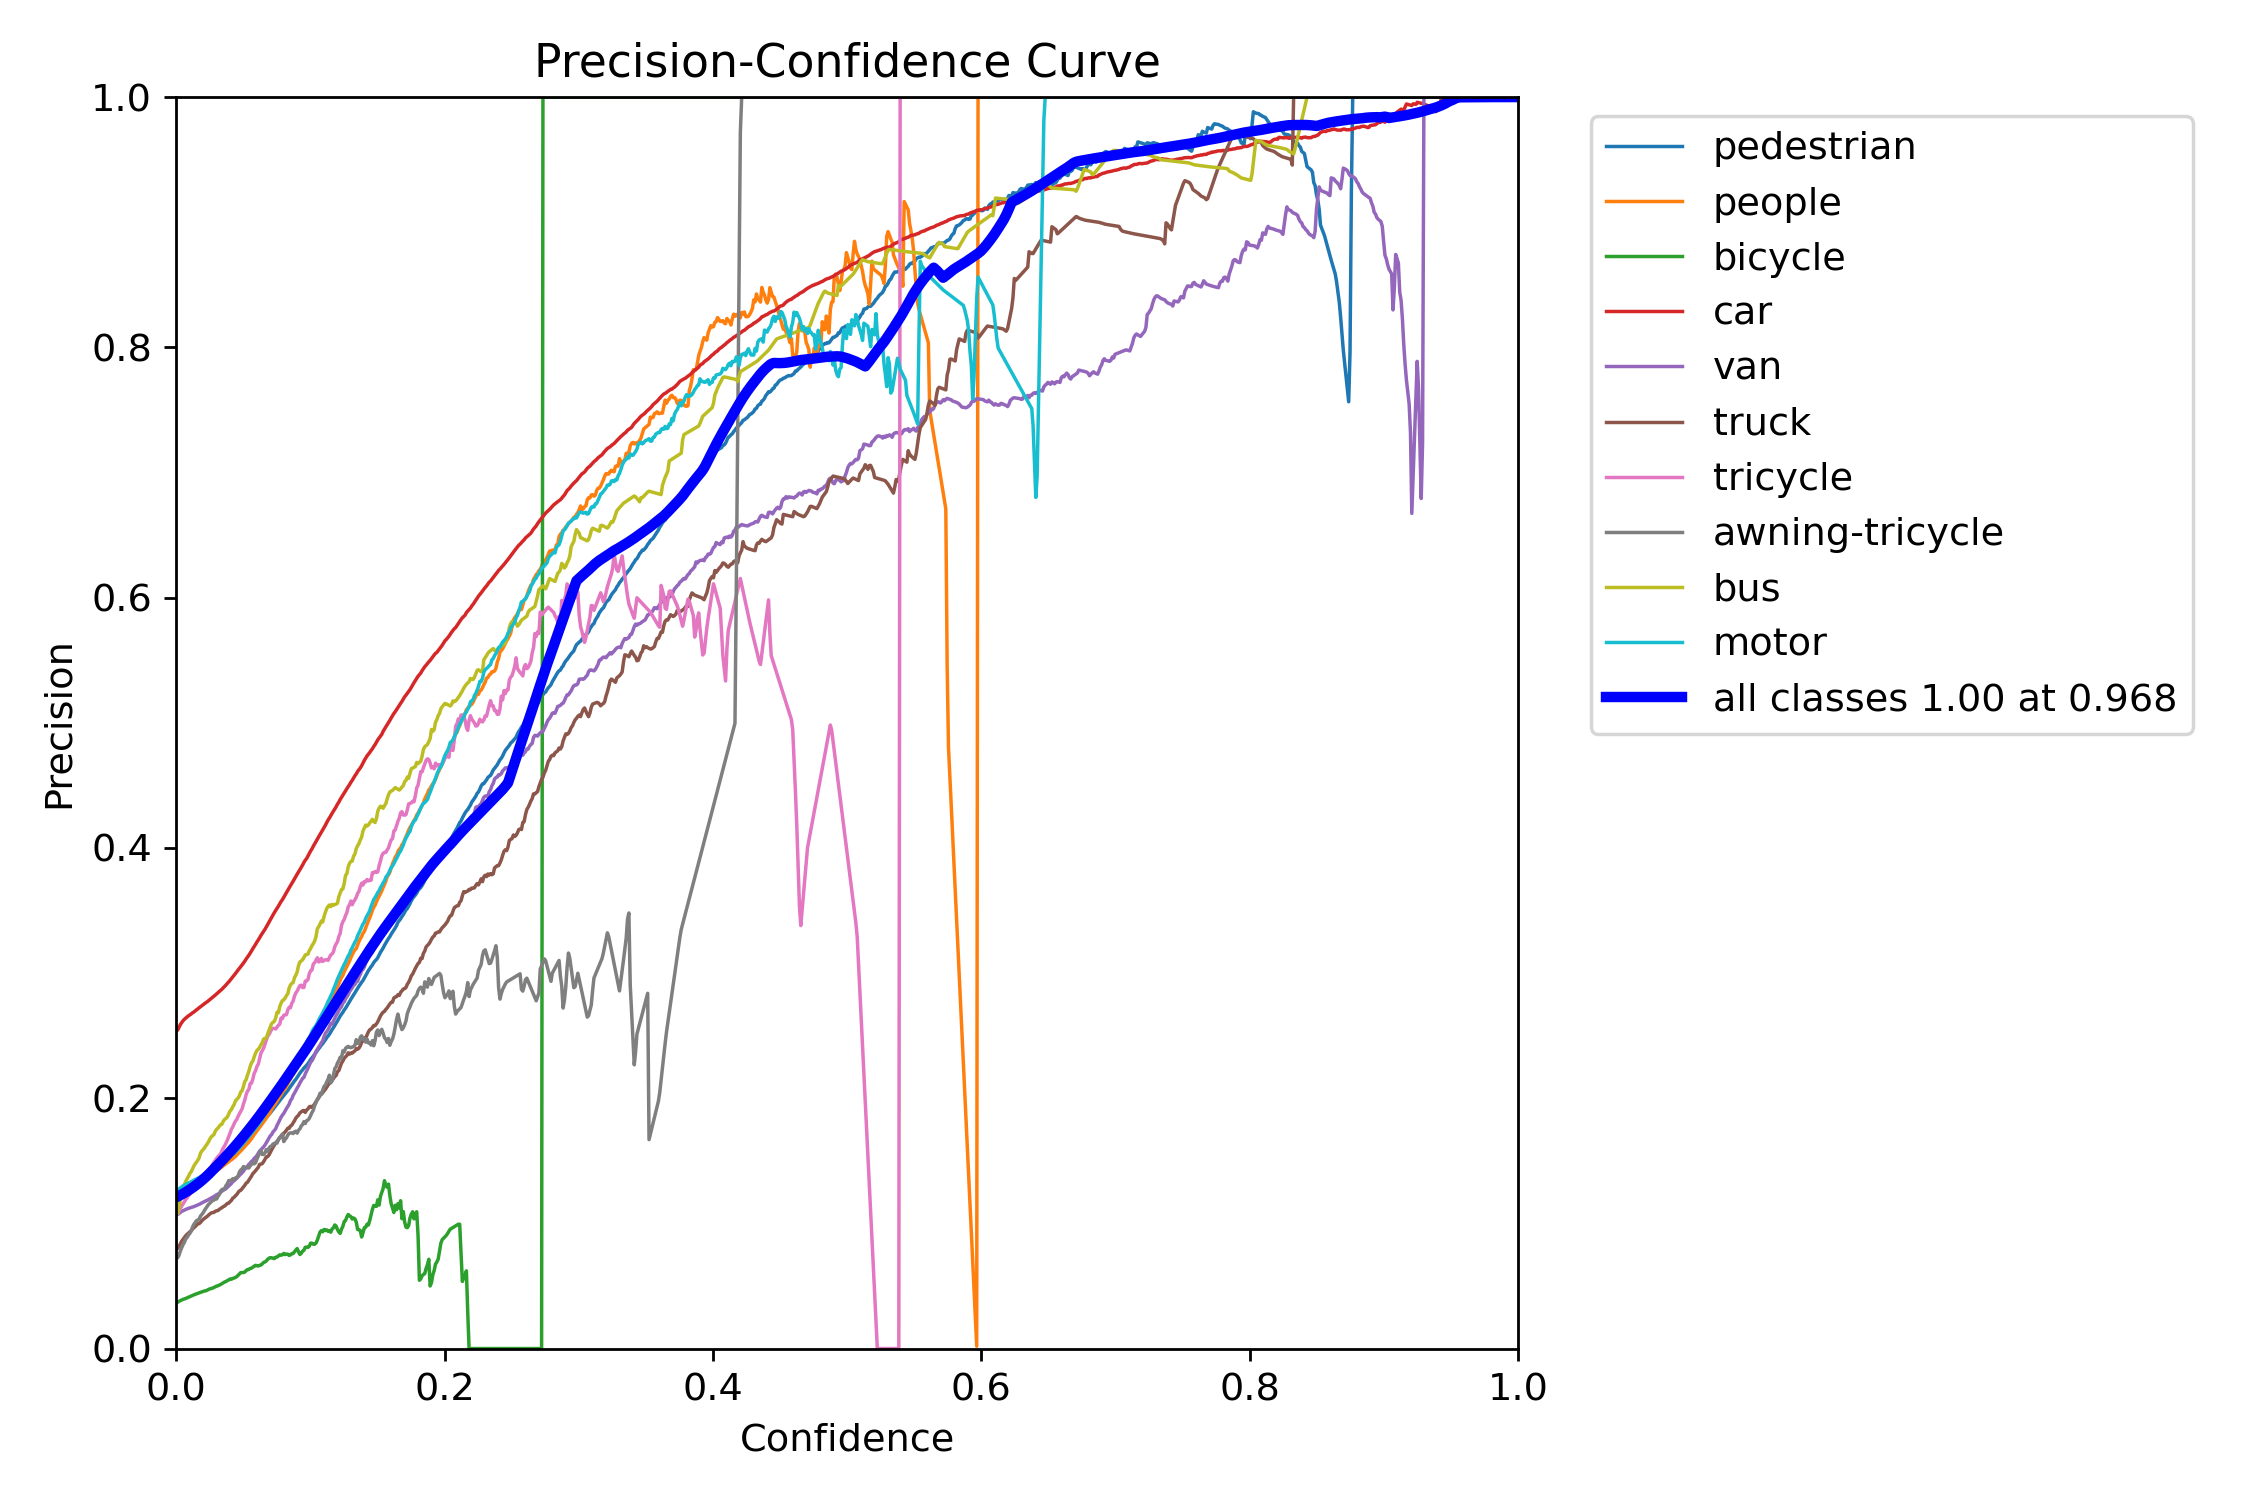 Precision-Confidence Curve
1.0
0.8
0.6
0.4
0.2
0.0
Precision
0.0 0.2 0.4 0.6 0.8 1.0
Confidence
pedestrian
people
bicycle
car
van
truck
tricycle
awning-tricycle
bus
motor
all classes 1.00 at 0.968